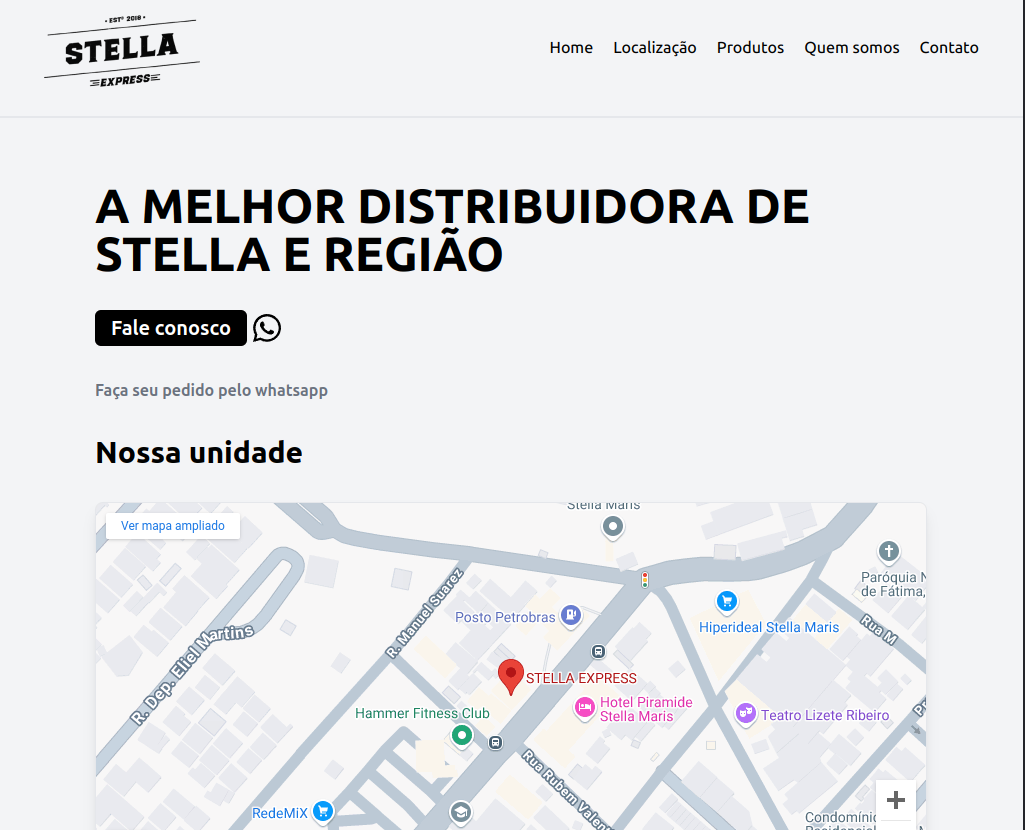 • ESTº 2018 •
STELLA
EXPRESS
Home Localização Produtos Quem somos Contato
A MELHOR DISTRIBUIDORA DE
STELLA E REGIÃO
Fale conosco
Faça seu pedido pelo whatsapp
Nossa unidade
Stella Maris
Ver mapa ampliado
Paróquia N
de Fátima,
R. Manuel Suarez
Posto Petrobras
Hiperideal Stella Maris
Rua M
R. Dep. Eliel Martins
STELLA EXPRESS
Hotel Piramide
Stella Maris
Hammer Fitness Club
Teatro Lizete Ribeiro
Rua Rubem Valent
RedeMiX
+
Condomínio